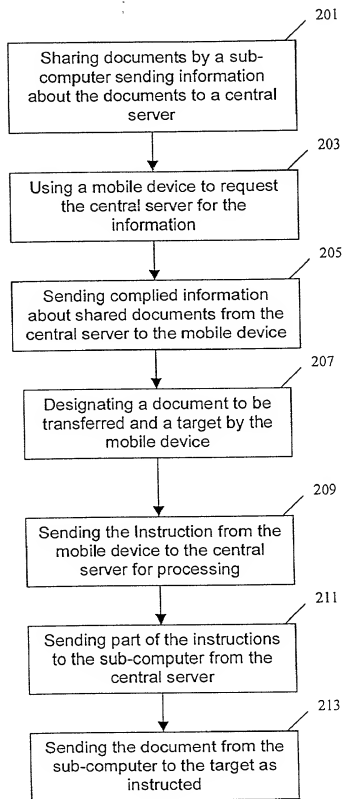 201
Sharing documents by a sub-
computer sending information
about the documents to a central
server
203
Using a mobile device to request
the central server for the
information
205
Sending complied information
about shared documents from the
central server to the mobile device
207
Designating a document to be
transferred and a target by the
mobile device
209
Sending the Instruction from the
mobile device to the central
server for processing
211
Sending part of the instructions
to the sub-computer from the
central server
213
Sending the document from the
sub-computer to the target as
instructed